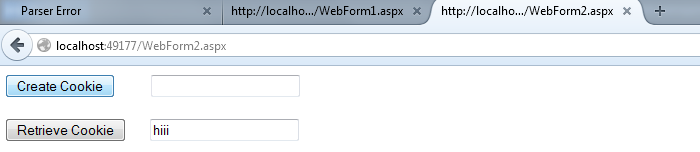 Parser Error
http://localho.../WebForm1.aspx
http://localho.../WebForm2.aspx
localhost:49177/WebForm2.aspx
Create Cookie
Retrieve Cookie
hiii